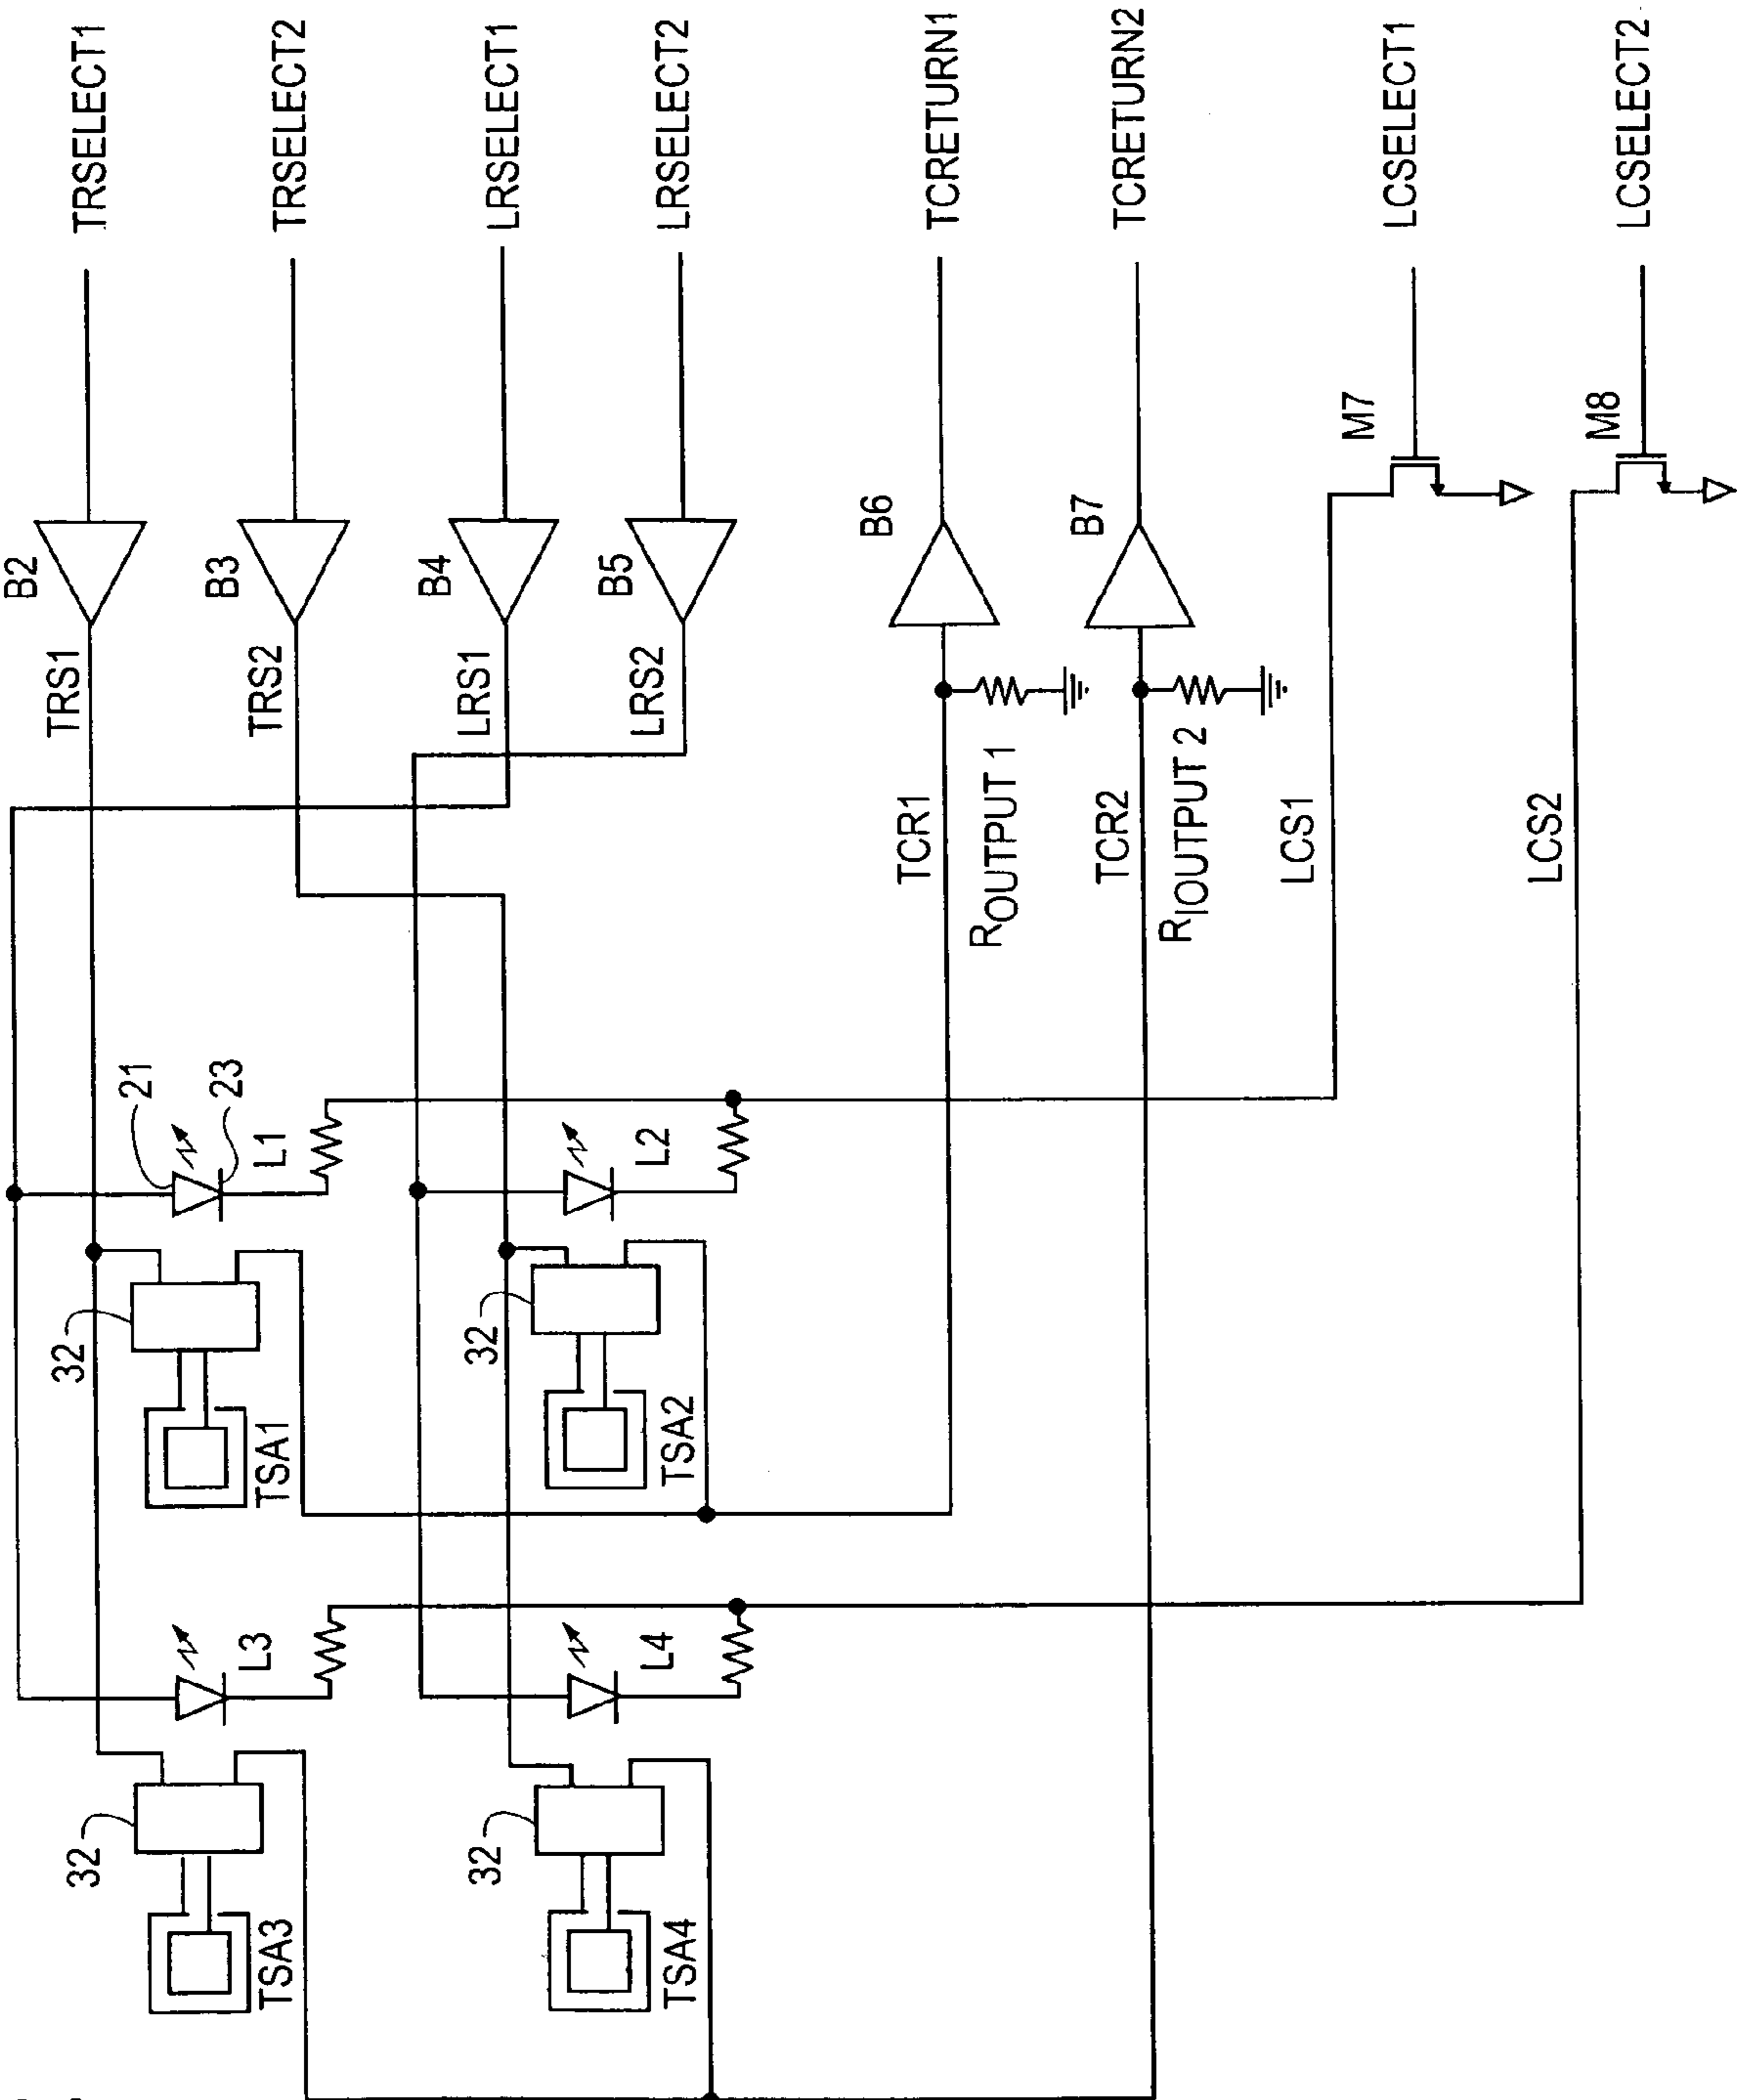 TRSELECT1
TRSELECT2
LRSELECT1
LRSELECT2
TCRETURN1
TCRETURN2
LCSELECT1
LCSELECT2
B2
B3
B4
B5
B6
B7
M7
M8
TRS1
TRS2
LRS1
LRS2
TCR1
ROUTPUT 1
TCR2
RIOUTPUT 2
LCS1
LCS2
21
23
L1
L2
32
32
TSA1
TSA2
L3
L4
32
32
TSA3
TSA4